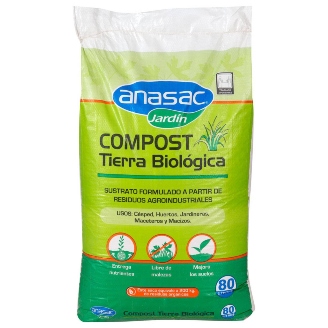 anasac
Jardín
COMPOST
Tierra Biológica
SUSTRATO FORMULADO A PARTIR DE
RESIDUOS AGROINDUSTRIALES
USOS: Césped, Huertos, Jardineras,
Maceteros y Macizos.
Entrega
nutrientes
Libre de
malezas
Mejora
los suelos
80
anasac
Compost Tierra Biológica
80